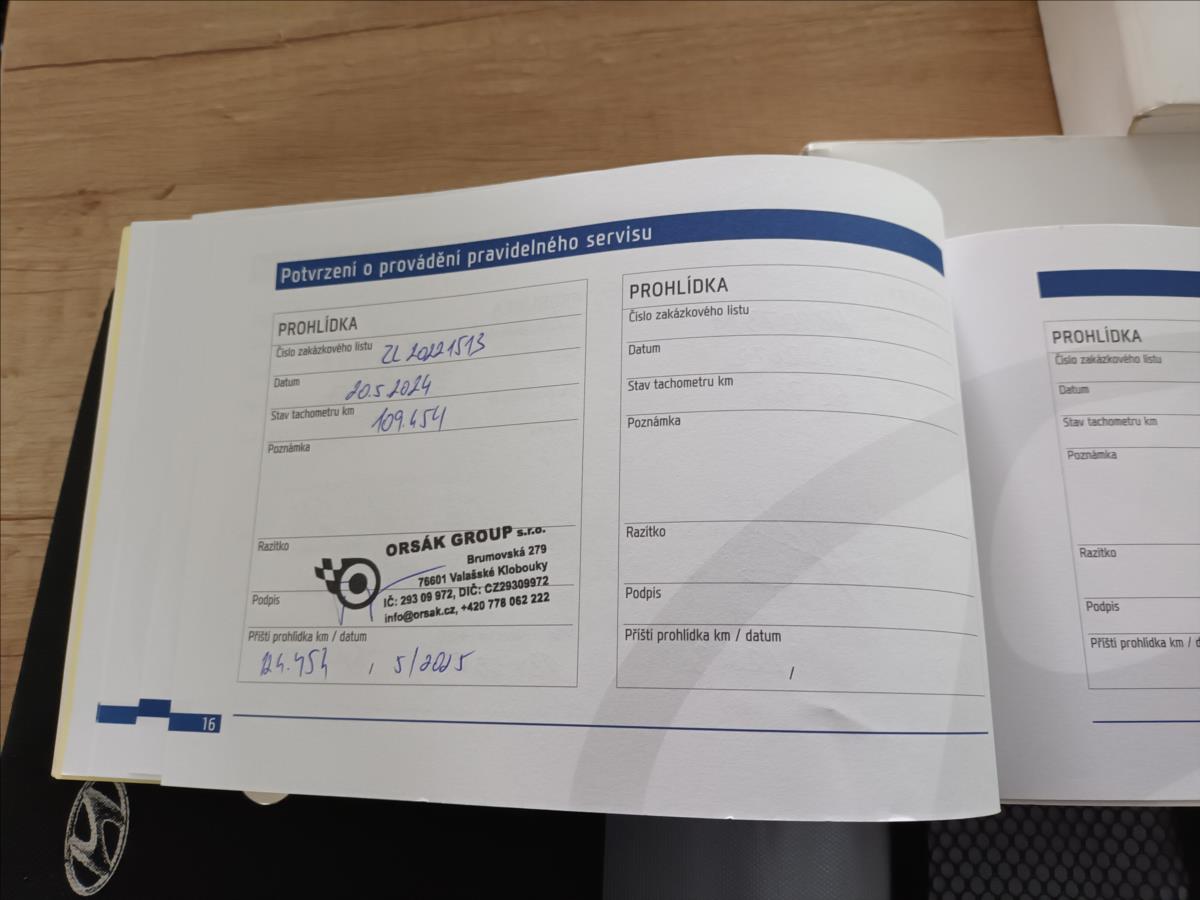 Potvrzení o provádění pravidelného servisu
PROHLÍDKA
Číslo zakázkového listu ZL 20221513
Datum 20.5.2024
Stav tachometru km 109.454
Poznámka
Razítko
ORSÁK GROUP s.r.o.
Brumovská 279
76601 Valašské Klobouky
IČ: 293 09 972, DIČ: CZ29309972
info@orsak.cz, +420 778 062 222
Podpis
Příští prohlídka km / datum
124.454 / 5/2025
16
PROHLÍDKA
Číslo zakázkového listu
Datum
Stav tachometru km
Poznámka
Razítko
Podpis
Příští prohlídka km / datum
/
PROHLÍDKA
Číslo zakázkového listu
Datum
Stav tachometru km
Poznámka
Razítko
Podpis
Příští prohlídka km / d